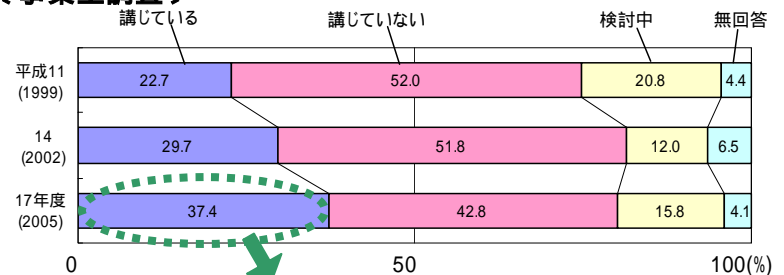 講じている 講じていない 検討中 無回答
平成11
(1999)
22.7 52.0 20.8 4.4
14
(2002)
29.7 51.8 12.0 6.5
17年度
(2005)
37.4 42.8 15.8 4.1
0 50 100(%)